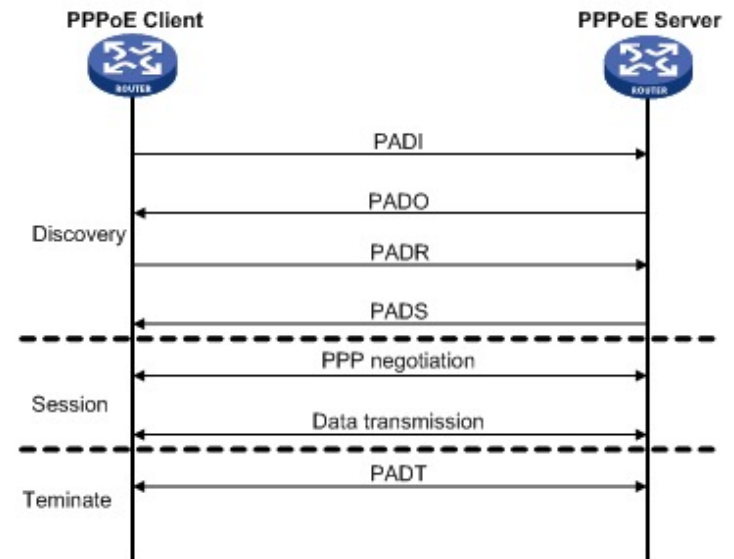 PPPoE Client
PPPoE Server
ROUTER
ROUTER
PADI
PADO
Discovery
PADR
PADS
PPP negotiation
Session
Data transmission
PADT
Teminate